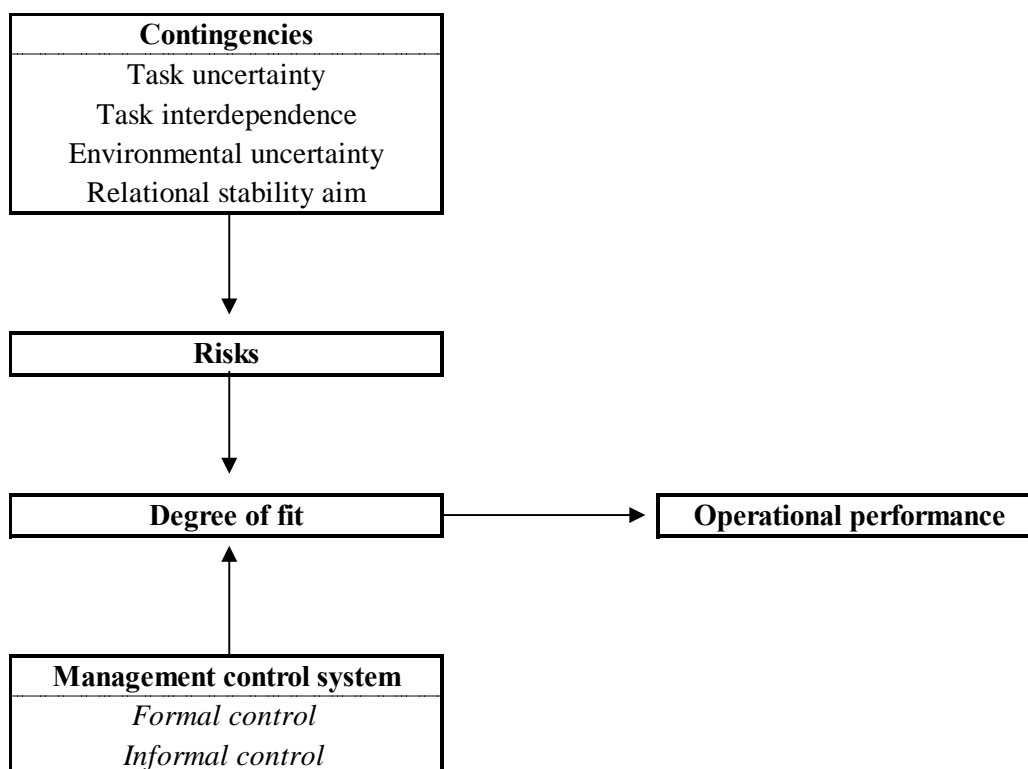 Contingencies
Task uncertainty
Task interdependence
Environmental uncertainty
Relational stability aim
Risks
Degree of fit
Operational performance
Management control system
Formal control
Informal control